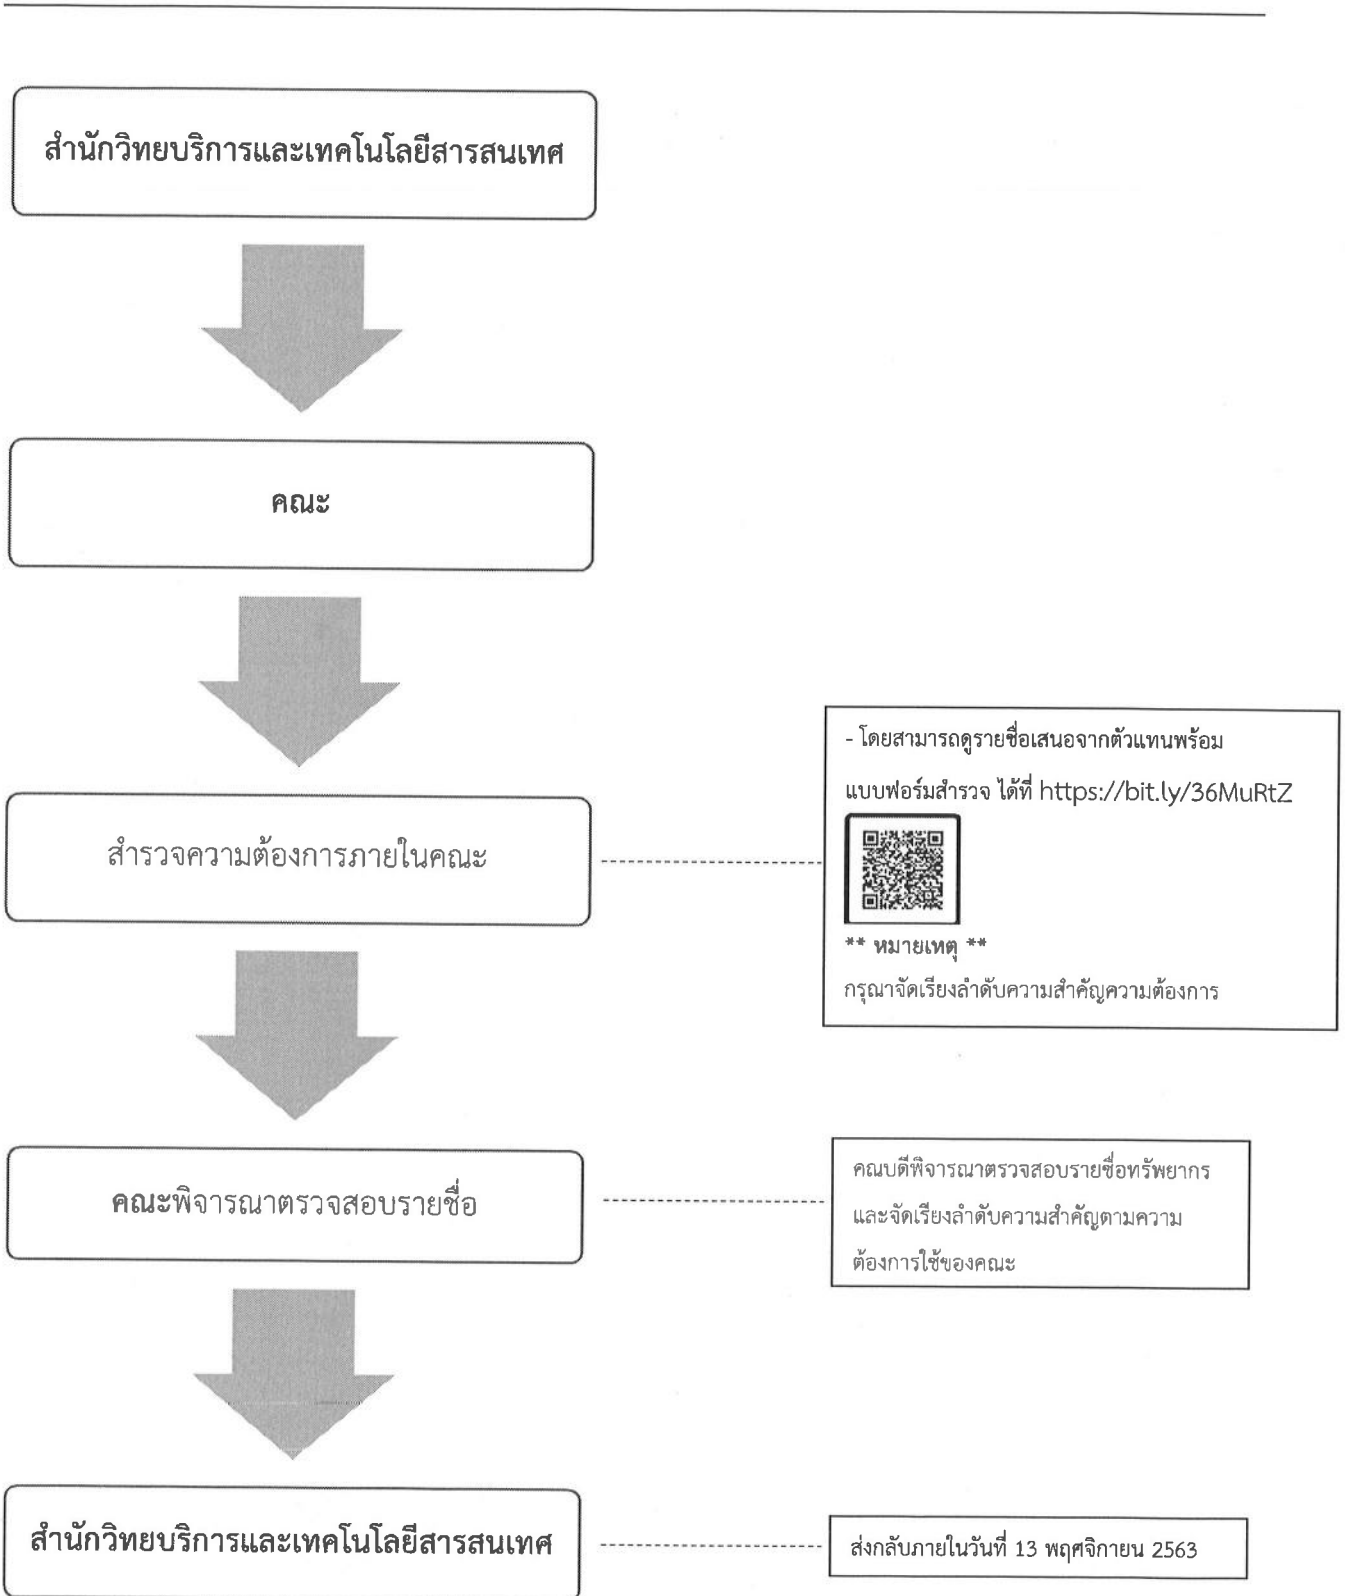 สำนักวิทยบริการและเทคโนโลยีสารสนเทศ
คณะ
สำรวจความต้องการภายในคณะ
- โดยสามารถดูรายชื่อเสนอจากตัวแทนพร้อม
แบบฟอร์มสำรวจ ได้ที่ https://bit.ly/36MuRtZ
** หมายเหตุ **
กรุณาจัดเรียงลำดับความสำคัญความต้องการ
คณะพิจารณาตรวจสอบรายชื่อ
คณบดีพิจารณาตรวจสอบรายชื่อทรัพยากร
และจัดเรียงลำดับความสำคัญตามความ
ต้องการใช้ของคณะ
สำนักวิทยบริการและเทคโนโลยีสารสนเทศ
ส่งกลับภายในวันที่ 13 พฤศจิกายน 2563